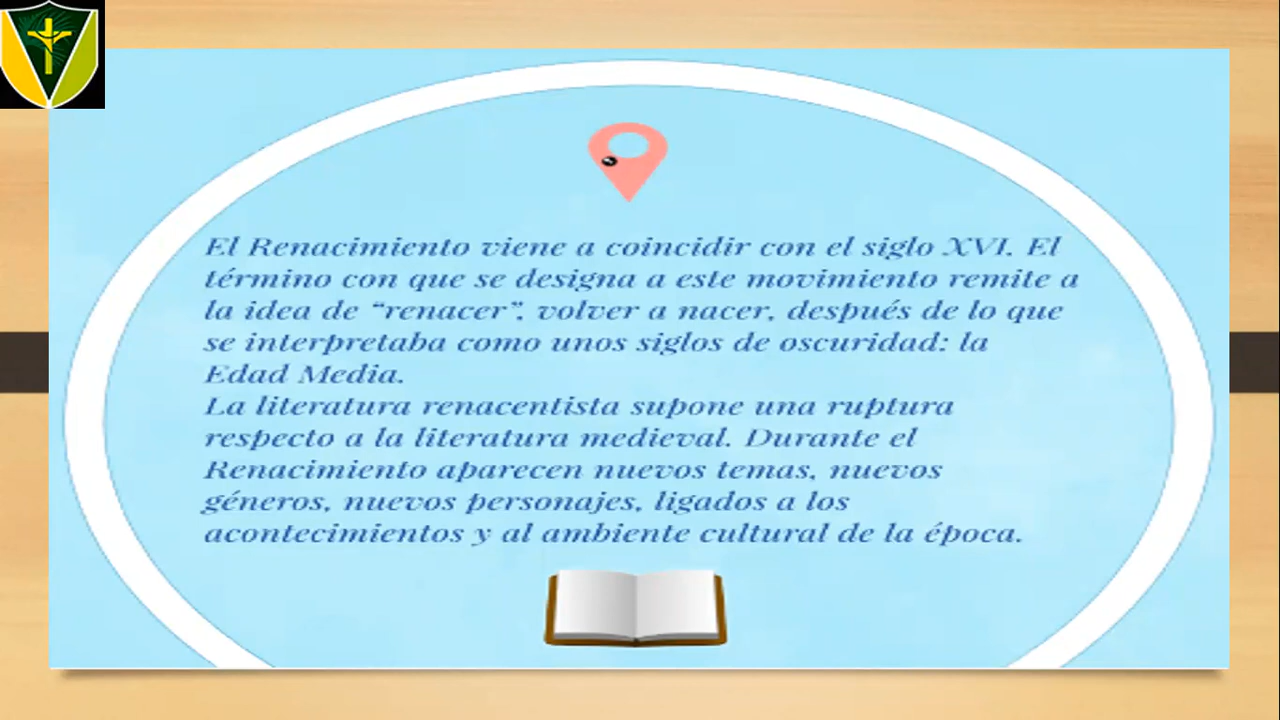 El Renacimiento viene a coincidir con el siglo XVI. El
término con que se designa a este movimiento remite a
la idea de “renacer”, volver a nacer, después de lo que
se interpretaba como unos siglos de oscuridad: la
Edad Media.
La literatura renacentista supone una ruptura
respecto a la literatura medieval. Durante el
Renacimiento aparecen nuevos temas, nuevos
géneros, nuevos personajes, ligados a los
acontecimientos y al ambiente cultural de la época.